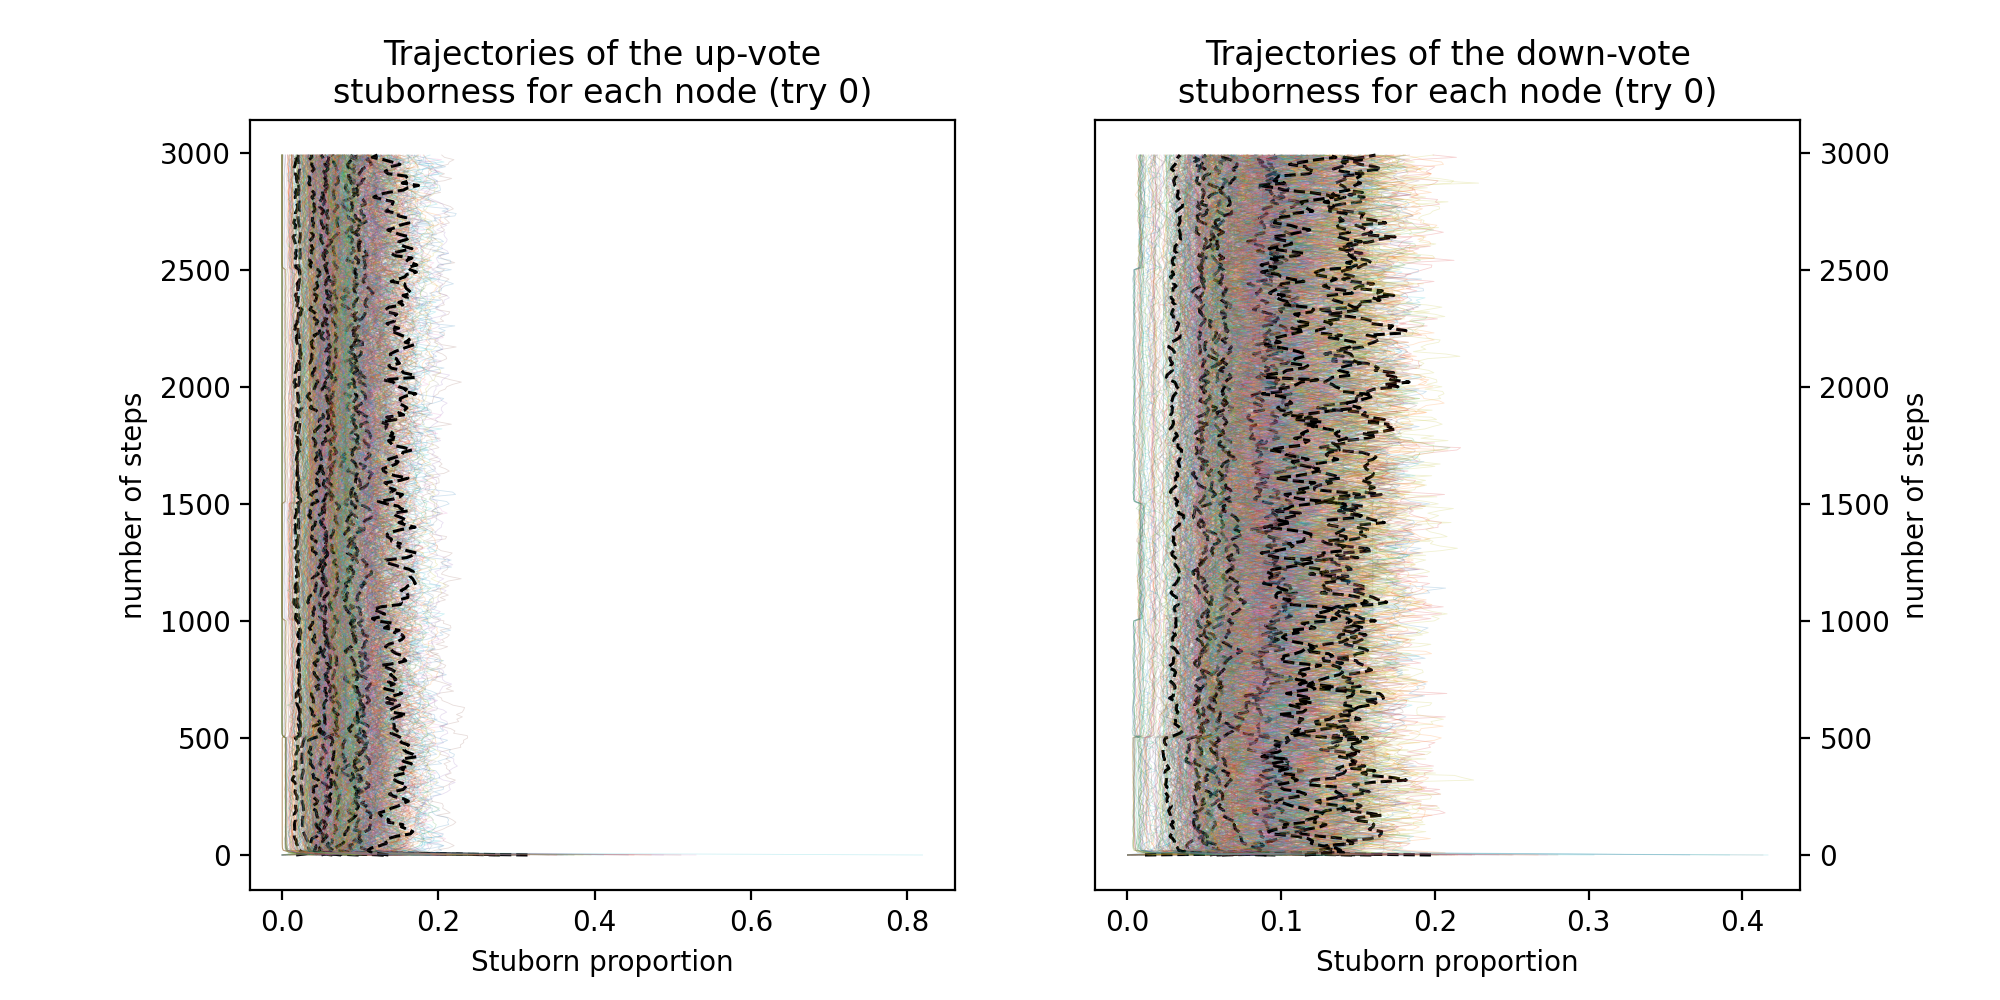 Trajectories of the up-vote
stuborness for each node (try 0)
3000
2500
2000
1500
1000
500
0
number of steps
0.0 0.2 0.4 0.6 0.8
Stuborn proportion
Trajectories of the down-vote
stuborness for each node (try 0)
3000
2500
2000
1500
1000
500
0
number of steps
0.0 0.1 0.2 0.3 0.4
Stuborn proportion